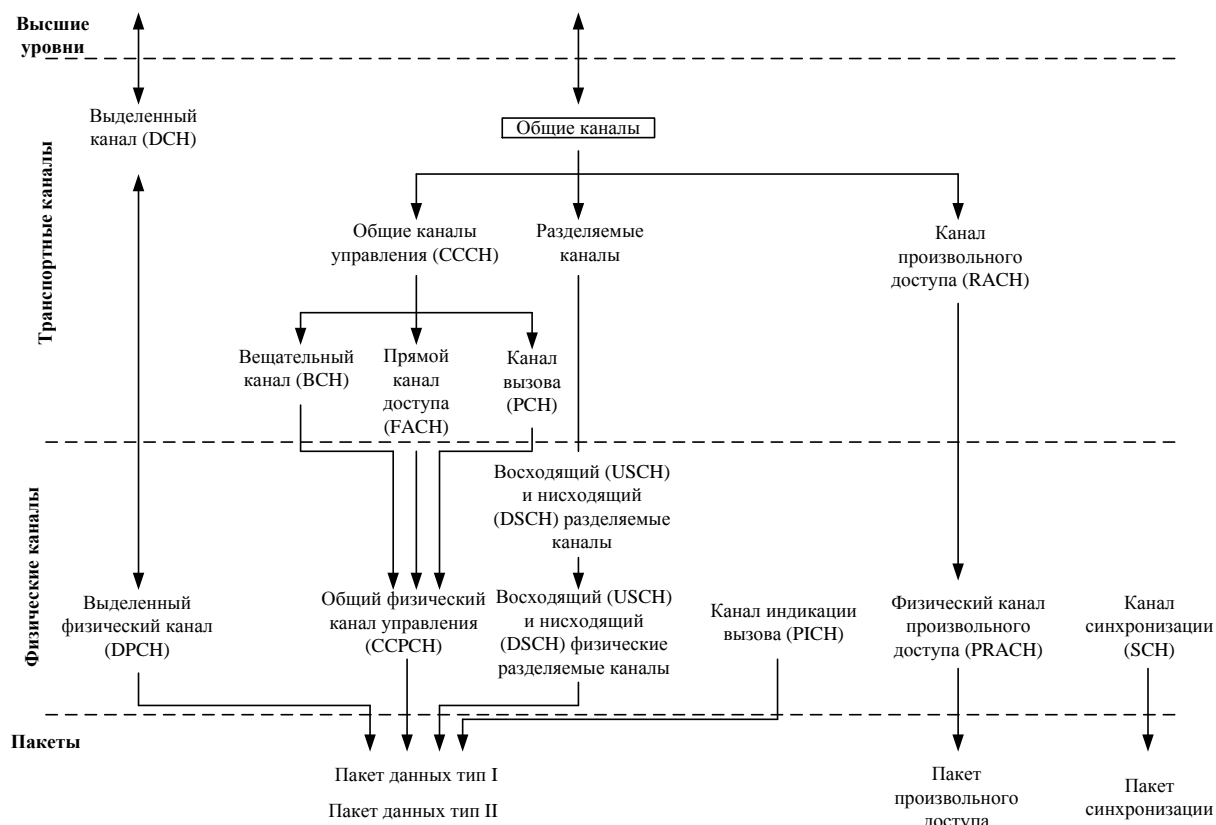 Высшие
уровни
Транспортные каналы
Выделенный
канал (DCH)
Общие каналы
Общие каналы
управления (CCCH)
Разделяемые
каналы
Канал
произвольного
доступа (RACH)
Вещательный
канал (BCH)
Прямой
канал
доступа
(FACH)
Канал
вызова
(PCH)
Физические каналы
Восходящий (USCH)
и нисходящий
(DSCH) разделяемые
каналы
Выделенный
физический канал
(DPCH)
Общий физический
канал управления
(CCPCH)
Восходящий (USCH)
и нисходящий
(DSCH) физические
разделяемые каналы
Канал индикации
вызова (PICH)
Физический канал
произвольного
доступа (PRACH)
Канал
синхронизации
(SCH)
Пакеты
Пакет данных тип I
Пакет данных тип II
Пакет
произвольного
доступа
Пакет
синхронизации